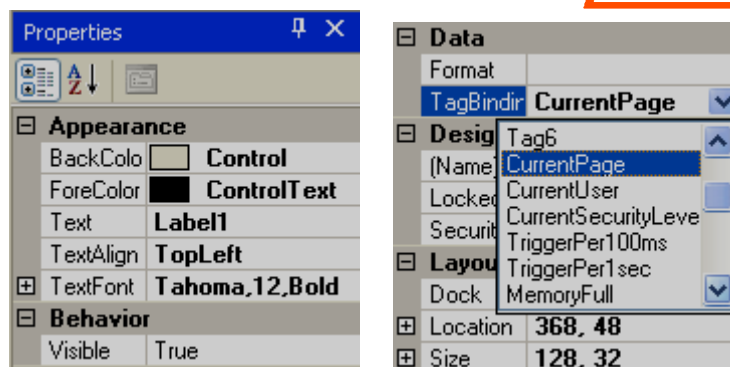 Properties
A
Z
Appearance
BackColo Control
ForeColor ControlText
Text Label1
TextAlign TopLeft
TextFont Tahoma,12,Bold
Behavior
Visible True
Data
Format
TagBindin CurrentPage
Desig
(Name)
Locked
Securit
Layou
Dock
Tag6
CurrentPage
CurrentUser
CurrentSecurityLeve
TriggerPer100ms
TriggerPer1sec
MemoryFull
Location 368, 48
Size 128, 32